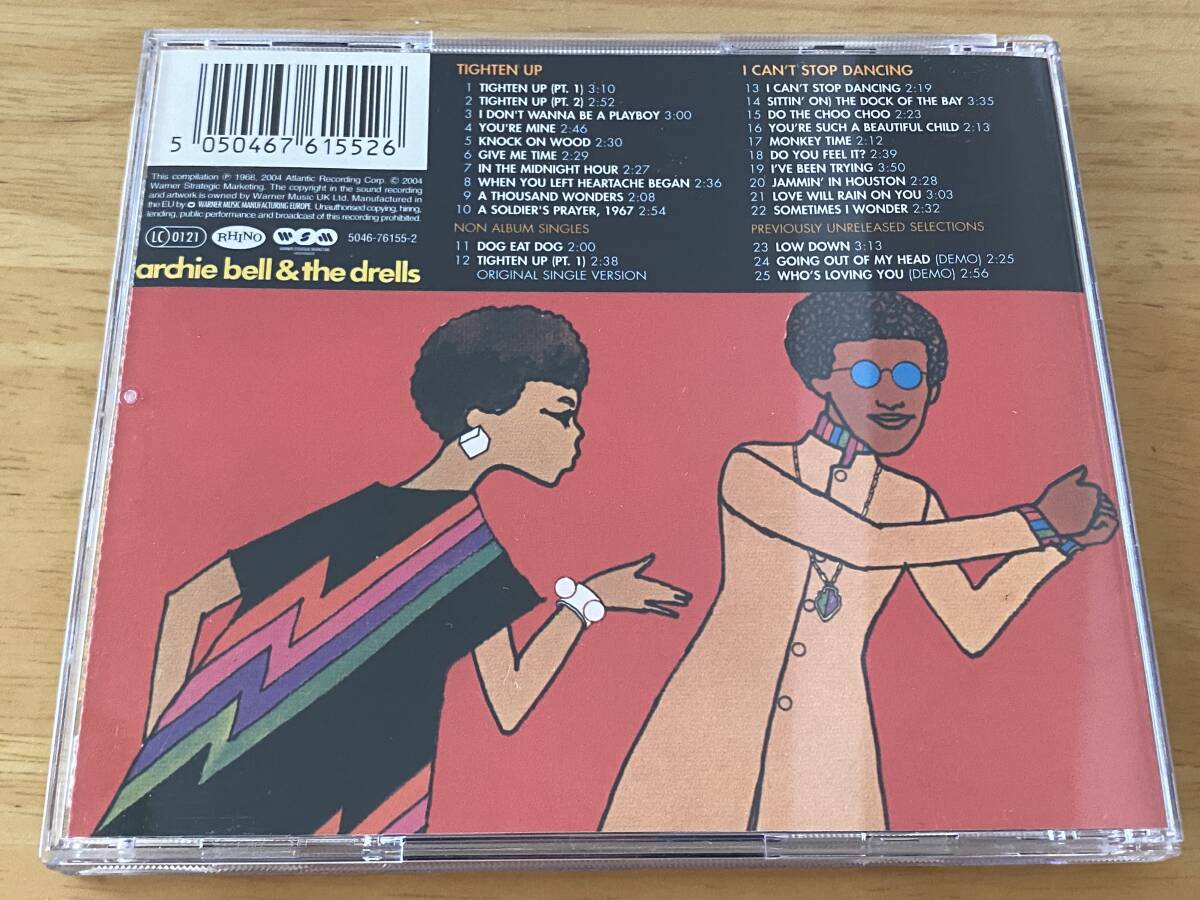 5 050467 615526
This compilation ℗ 1968, 2004 Atlantic Recording Corp. © 2004
Warner Strategic Marketing. The copyright in the sound recording
and artwork is owned by Warner Music UK Ltd. Manufactured in
the EU by WARNER MUSIC MANUFACTURING EUROPE. Unauthorised copying, hiring,
lending, public performance and broadcast of this recording prohibited.
LC 0121 RHINO WSM 5046-76155-2
archie bell & the drells
TIGHTEN UP
1 TIGHTEN UP (PT. 1) 3:10
2 TIGHTEN UP (PT. 2) 2:52
3 I DON'T WANNA BE A PLAYBOY 3:00
4 YOU'RE MINE 2:46
5 KNOCK ON WOOD 2:30
6 GIVE ME TIME 2:29
7 IN THE MIDNIGHT HOUR 2:27
8 WHEN YOU LEFT HEARTACHE BEGAN 2:36
9 A THOUSAND WONDERS 2:08
10 A SOLDIER'S PRAYER, 1967 2:54
NON ALBUM SINGLES
11 DOG EAT DOG 2:00
12 TIGHTEN UP (PT. 1) 2:38
ORIGINAL SINGLE VERSION
I CAN'T STOP DANCING
13 I CAN'T STOP DANCING 2:19
14 SITTIN' ON) THE DOCK OF THE BAY 3:35
15 DO THE CHOO CHOO 2:23
16 YOU'RE SUCH A BEAUTIFUL CHILD 2:13
17 MONKEY TIME 2:12
18 DO YOU FEEL IT? 2:39
19 I'VE BEEN TRYING 3:50
20 JAMMIN' IN HOUSTON 2:28
21 LOVE WILL RAIN ON YOU 3:03
22 SOMETIMES I WONDER 2:32
PREVIOUSLY UNRELEASED SELECTIONS
23 LOW DOWN 3:13
24 GOING OUT OF MY HEAD (DEMO) 2:25
25 WHO'S LOVING YOU (DEMO) 2:56